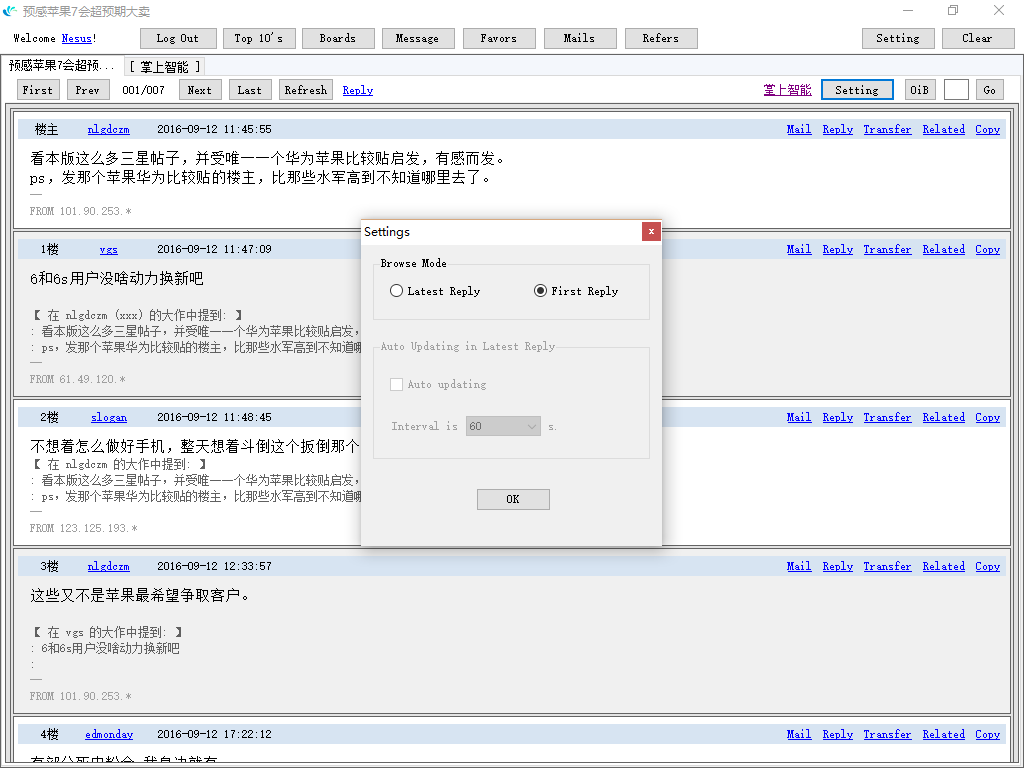 预感苹果7会超预期大卖
Welcome Nesus! Log Out Top 10's Boards Message Favors Mails Refers Setting Clear
预感苹果7会超预... [ 掌上智能 ]
First Prev 001/007 Next Last Refresh Reply 掌上智能 Setting OiB Go
楼主 nlgdczm 2016-09-12 11:45:55 Mail Reply Transfer Related Copy
看本版这么多三星帖子，并受唯一一个华为苹果比较贴启发，有感而发。
ps，发那个苹果华为比较贴的楼主，比那些水军高到不知道哪里去了。
—
FROM 101.90.253.*
1楼 vgs 2016-09-12 11:47:09 Mail Reply Transfer Related Copy
6和6s用户没啥动力换新吧
【 在 nlgdczm (xxx) 的大作中提到: 】
: 看本版这么多三星帖子，并受唯一一个华为苹果比较贴启发，
: ps，发那个苹果华为比较贴的楼主，比那些水军高到不知道
—
FROM 61.49.120.*
2楼 slogan 2016-09-12 11:48:45 Mail Reply Transfer Related Copy
不想着怎么做好手机，整天想着斗倒这个扳倒那个
【 在 nlgdczm 的大作中提到: 】
: 看本版这么多三星帖子，并受唯一一个华为苹果比较贴启发，
: ps，发那个苹果华为比较贴的楼主，比那些水军高到不知道
—
FROM 123.125.193.*
3楼 nlgdczm 2016-09-12 12:33:57 Mail Reply Transfer Related Copy
这些又不是苹果最希望争取客户。
【 在 vgs 的大作中提到: 】
: 6和6s用户没啥动力换新吧
:
—
FROM 101.90.253.*
4楼 edmonday 2016-09-12 17:22:12 Mail Reply Transfer Related Copy
Settings
x
Browse Mode
Latest Reply First Reply
Auto Updating in Latest Reply
Auto updating
Interval is 60 s.
OK